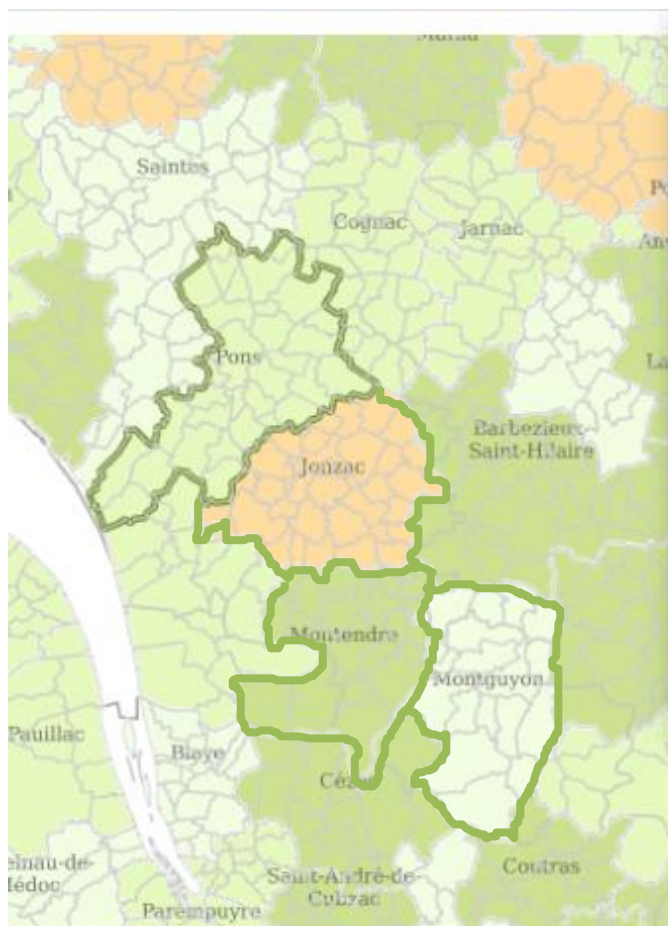 Saintes
Cognac
Jarnac
Pons
Barbezieux-
Saint-Hilaire
Jonzac
Montendre
Montguyon
Pauillac
Blaye
Coutras
Saint-André-de-
Cubzac
Parempuyre